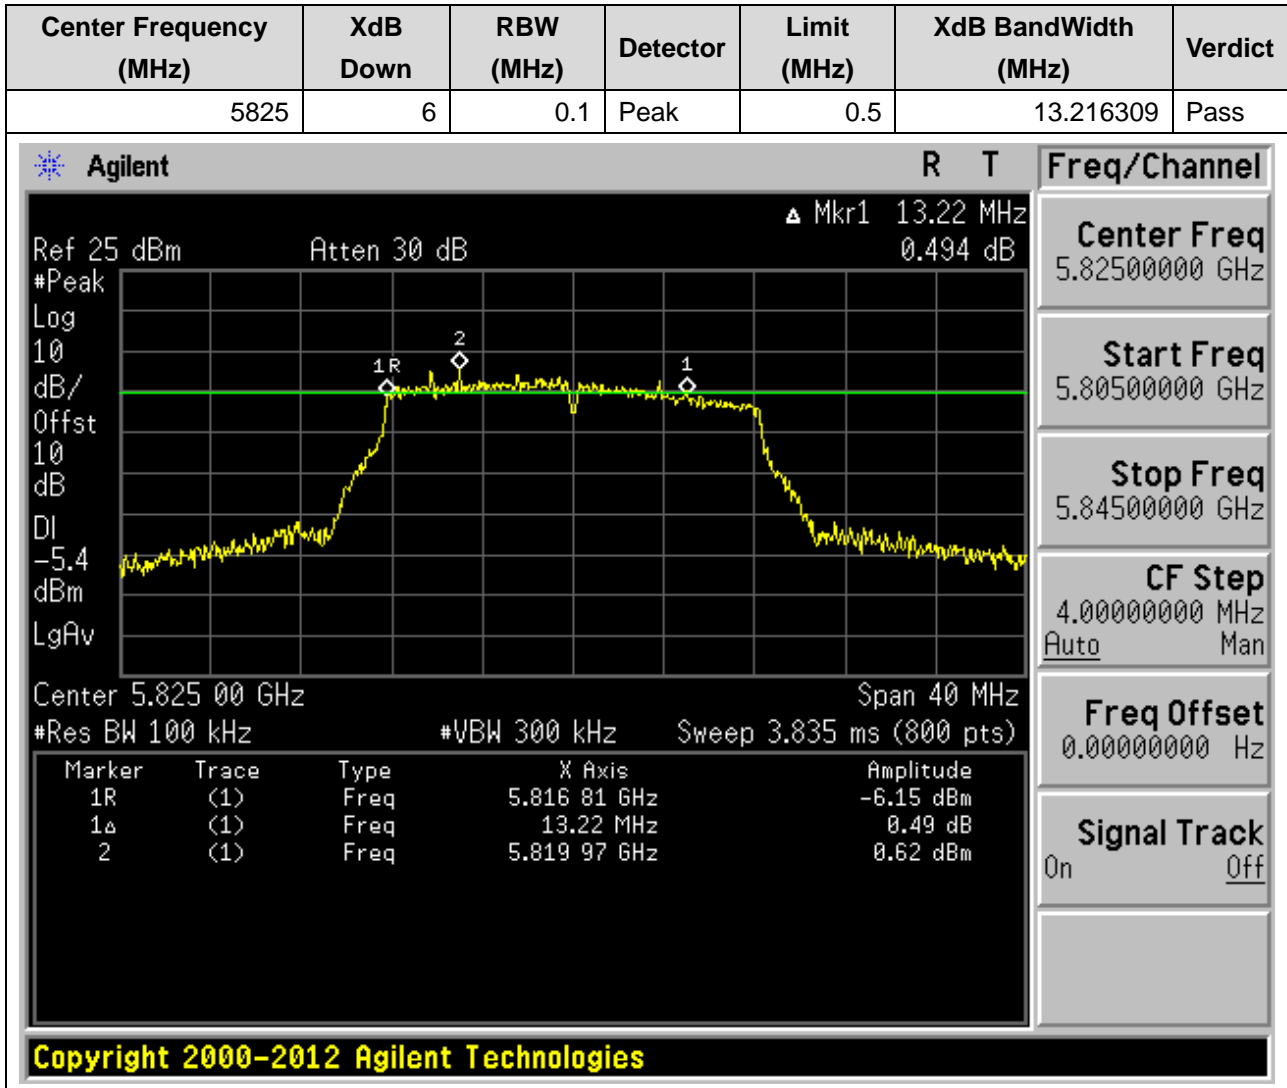 Center Frequency (MHz) XdB Down RBW (MHz) Detector Limit (MHz) XdB BandWidth (MHz) Verdict
5825 6 0.1 Peak 0.5 13.216309 Pass
Agilent R T Freq/Channel
Δ Mkr1 13.22 MHz
Ref 25 dBm Atten 30 dB 0.494 dB
#Peak
Log
10
dB/
Offst
10
dB
DI
-5.4
dBm
LgAv
2
1R
1
Center 5.825 00 GHz Span 40 MHz
#Res BW 100 kHz #VBW 300 kHz Sweep 3.835 ms (800 pts)
Marker Trace Type X Axis Amplitude
1R (1) Freq 5.816 81 GHz -6.15 dBm
1Δ (1) Freq 13.22 MHz 0.49 dB
2 (1) Freq 5.819 97 GHz 0.62 dBm
Center Freq
5.82500000 GHz
Start Freq
5.80500000 GHz
Stop Freq
5.84500000 GHz
CF Step
4.00000000 MHz
Auto Man
Freq Offset
0.00000000 Hz
Signal Track
On Off
Copyright 2000-2012 Agilent Technologies